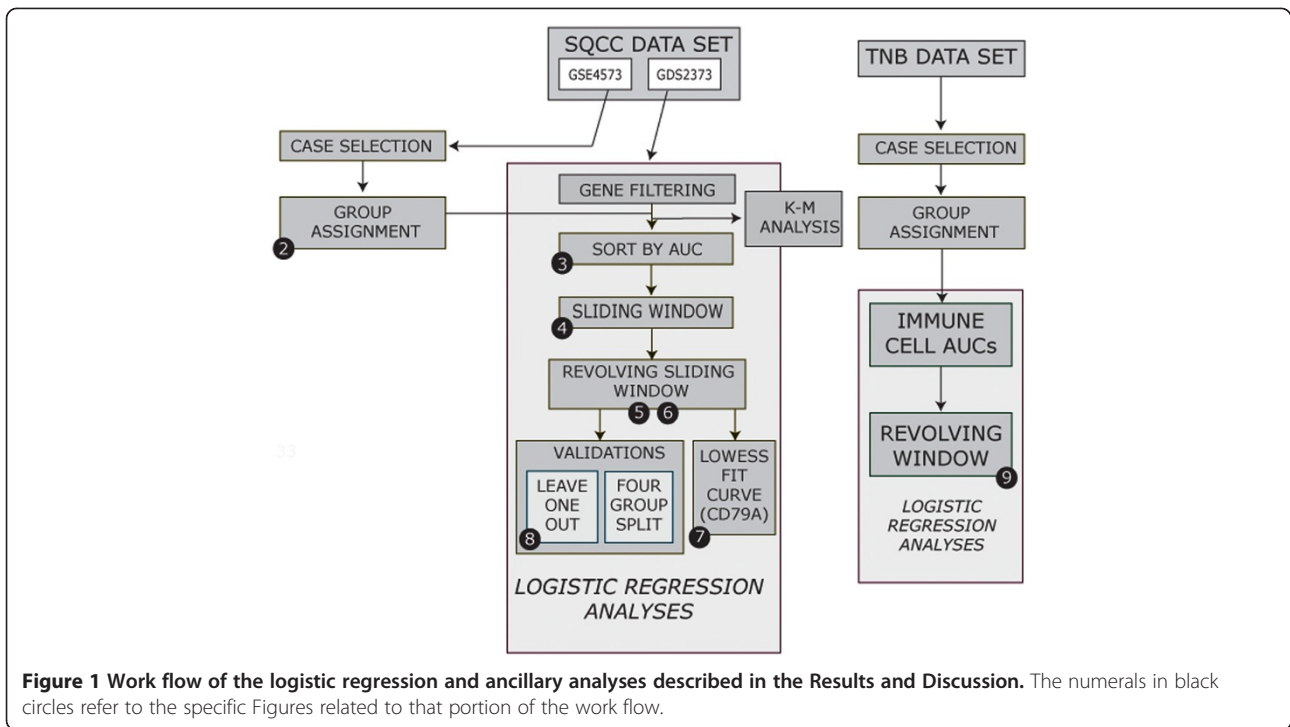 SQCC DATA SET
GSE4573
GDS2373
TNB DATA SET
CASE SELECTION
GROUP
ASSIGNMENT
2
GENE FILTERING
K-M
ANALYSIS
SORT BY AUC
3
SLIDING WINDOW
4
REVOLVING SLIDING
WINDOW
5 6
VALIDATIONS
LEAVE
ONE
OUT
8
FOUR
GROUP
SPLIT
LOWESS
FIT
CURVE
(CD79A)
7
LOGISTIC REGRESSION
ANALYSES
CASE SELECTION
GROUP
ASSIGNMENT
IMMUNE
CELL AUCs
REVOLVING
WINDOW
9
LOGISTIC
REGRESSION
ANALYSES
33
Figure 1 Work flow of the logistic regression and ancillary analyses described in the Results and Discussion. The numerals in black
circles refer to the specific Figures related to that portion of the work flow.